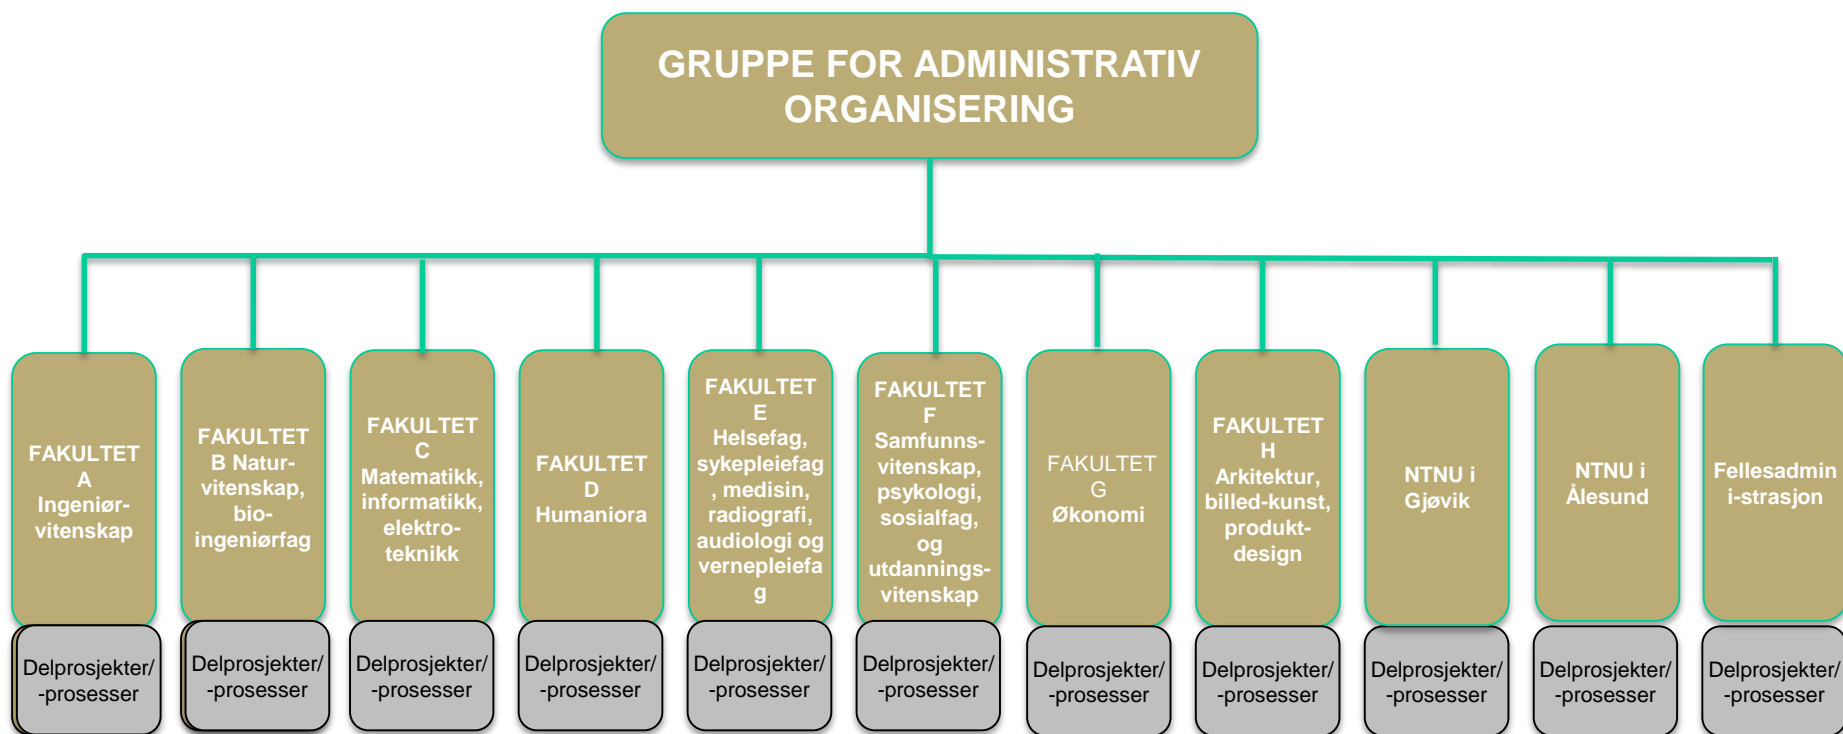 GRUPPE FOR ADMINISTRATIV
ORGANISERING
FAKULTET
A
Ingeniør-
vitenskap
FAKULTET
B Natur-
vitenskap,
bio-
ingeniørfag
FAKULTET
C
Matematikk,
informatikk,
elektro-
teknikk
FAKULTET
D
Humaniora
FAKULTET
E
Helsefag,
sykepleiefag
, medisin,
radiografi,
audiologi og
vernepleiefa
g
FAKULTET
F
Samfunns-
vitenskap,
psykologi,
sosialfag,
og
utdannings-
vitenskap
FAKULTET
G
Økonomi
FAKULTET
H
Arkitektur,
billed-kunst,
produkt-
design
NTNU i
Gjøvik
NTNU i
Ålesund
Fellesadmin
i-strasjon
Delprosjekter/
-prosesser
Delprosjekter/
-prosesser
Delprosjekter/
-prosesser
Delprosjekter/
-prosesser
Delprosjekter/
-prosesser
Delprosjekter/
-prosesser
Delprosjekter/
-prosesser
Delprosjekter/
-prosesser
Delprosjekter/
-prosesser
Delprosjekter/
-prosesser
Delprosjekter/
-prosesser